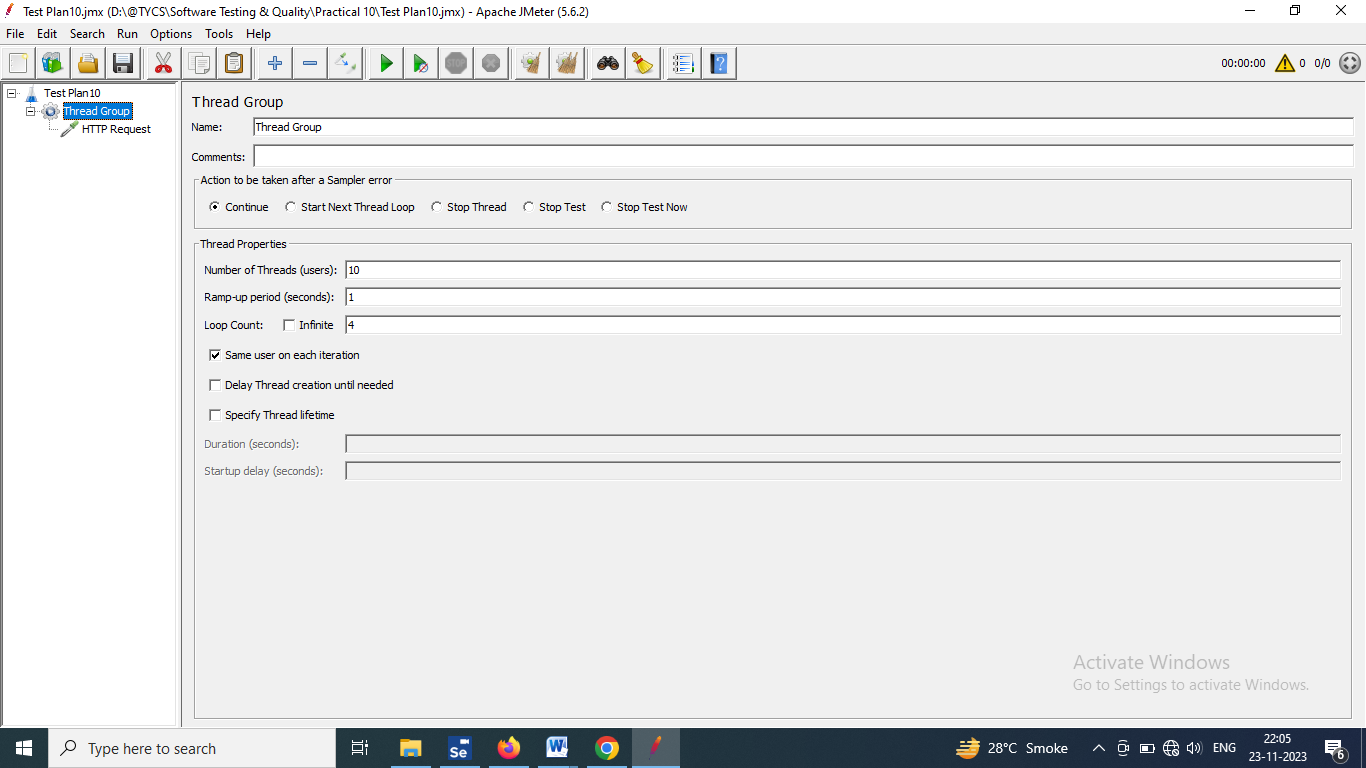 Test Plan10.jmx (D:\@TYCS\Software Testing & Quality\Practical 10\Test Plan10.jmx) - Apache JMeter (5.6.2)
File Edit Search Run Options Tools Help
STOP
00:00:00 0 0/0
Test Plan10
Thread Group
HTTP Request
Thread Group
Name: Thread Group
Comments:
Action to be taken after a Sampler error
Continue Start Next Thread Loop Stop Thread Stop Test Stop Test Now
Thread Properties
Number of Threads (users): 10
Ramp-up period (seconds): 1
Loop Count: Infinite 4
Same user on each iteration
Delay Thread creation until needed
Specify Thread lifetime
Duration (seconds):
Startup delay (seconds):
Activate Windows
Go to Settings to activate Windows.
Type here to search
Se
W
28°C Smoke
ENG
22:05
23-11-2023
6